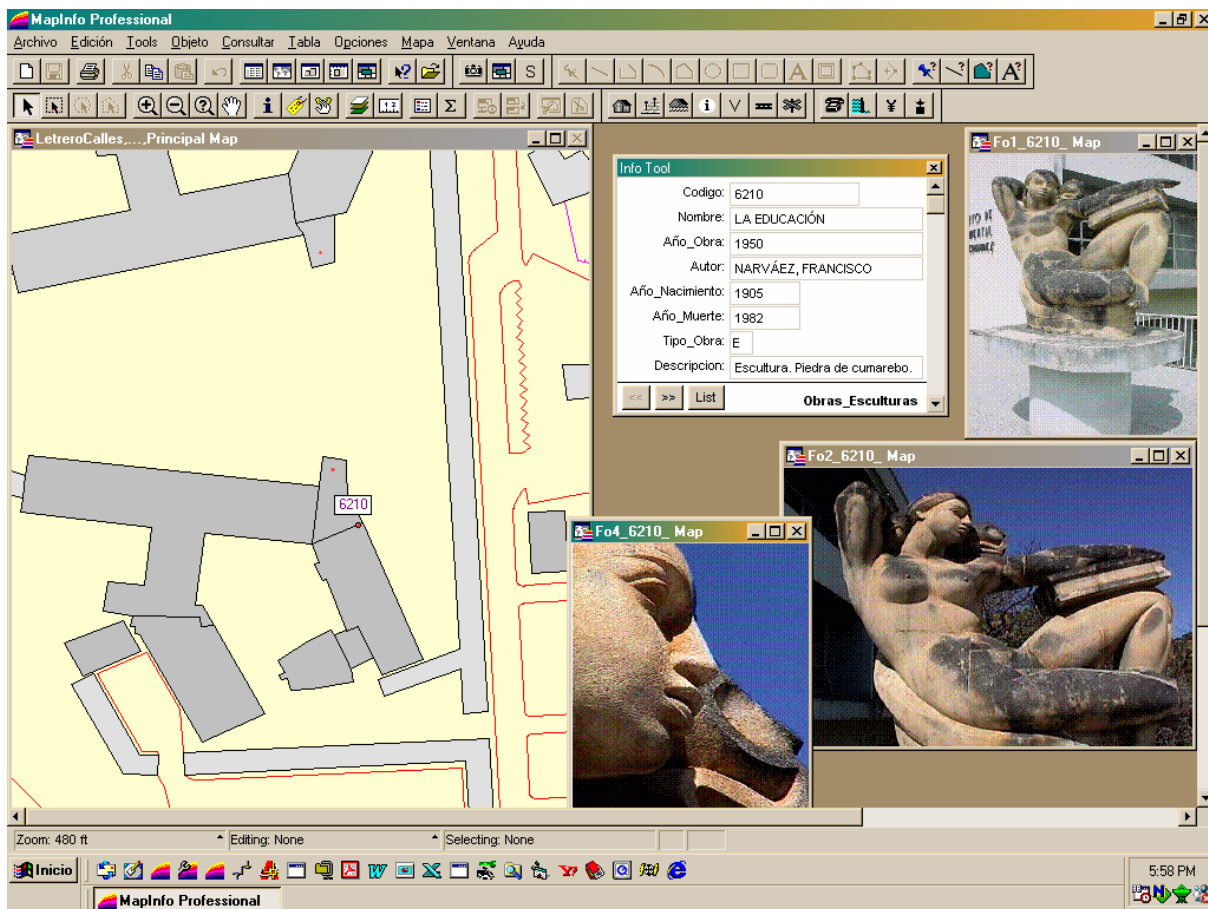 MapInfo Professional
Archivo Edición Tools Objeto Consultar Tabla Opciones Mapa Ventana Ayuda
S
A
?
A?
i
1.2
Σ
i
V
¥
LetreroCalles,...,Principal Map
6210
Info Tool
Codigo: 6210
Nombre: LA EDUCACIÓN
Año_Obra: 1950
Autor: NARVÁEZ, FRANCISCO
Año_Nacimiento: 1905
Año_Muerte: 1982
Tipo_Obra: E
Descripcion: Escultura. Piedra de cumarebo.
<< >> List Obras_Esculturas
Fo1_6210_ Map
Fo2_6210_ Map
Fo4_6210_ Map
Zoom: 480 ft Editing: None Selecting: None
Inicio
5:58 PM
MapInfo Professional